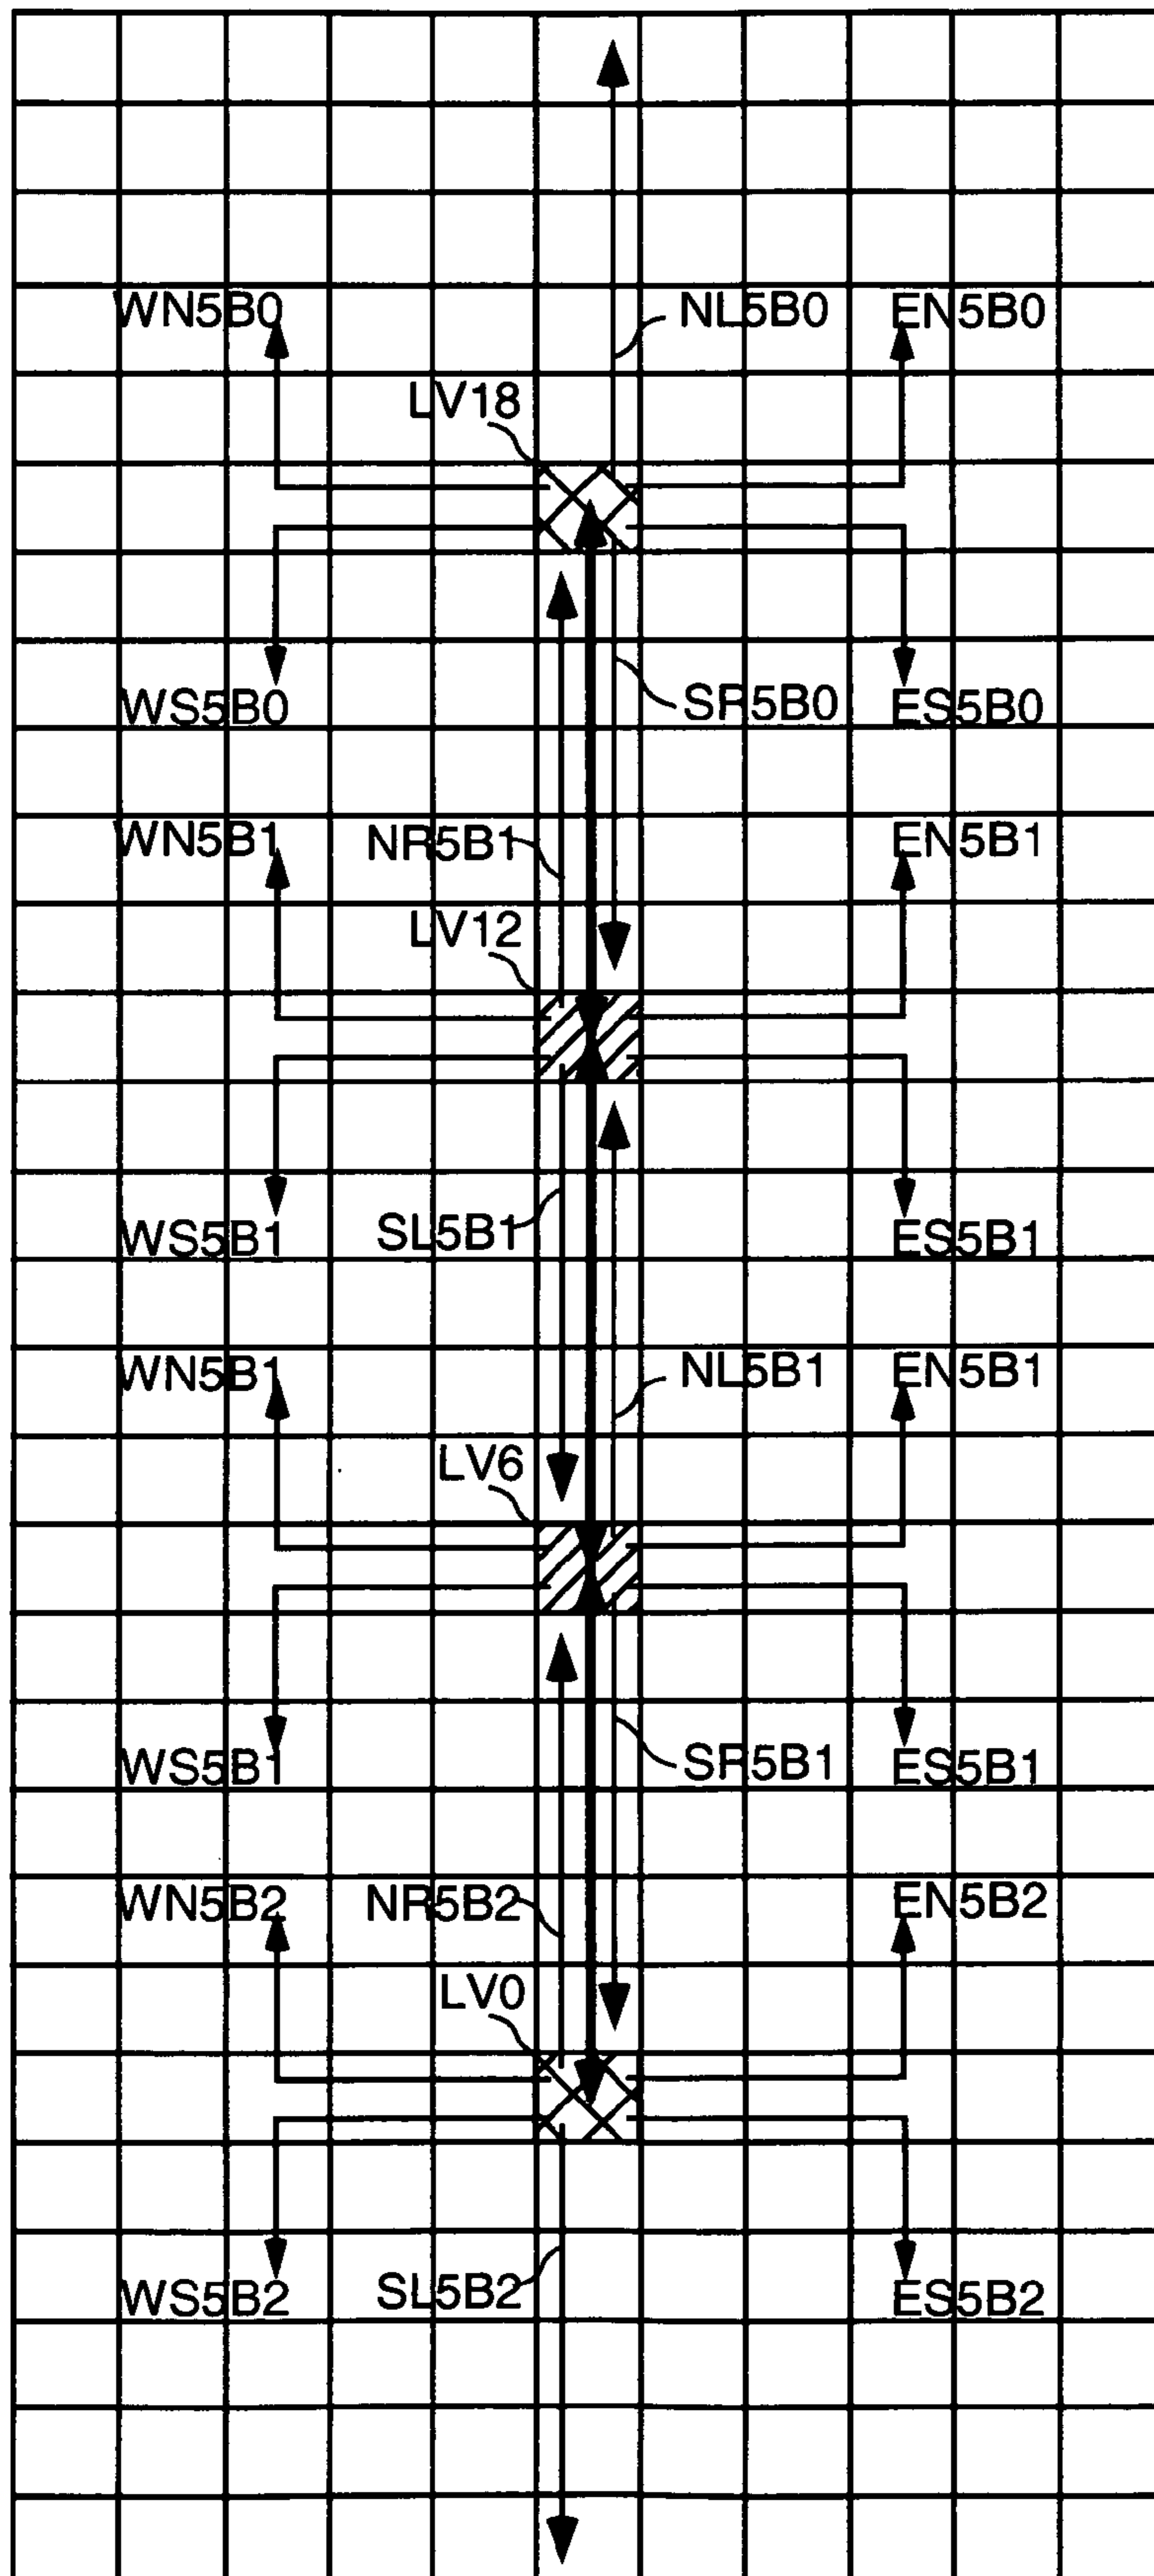 WN5B0 NL5B0 EN5B0
LV18
WS5B0 SR5B0 ES5B0
WN5B1 NR5B1 EN5B1
LV12
WS5B1 SL5B1 ES5B1
WN5B1 NL5B1 EN5B1
LV6
WS5B1 SR5B1 ES5B1
WN5B2 NR5B2 EN5B2
LV0
WS5B2 SL5B2 ES5B2